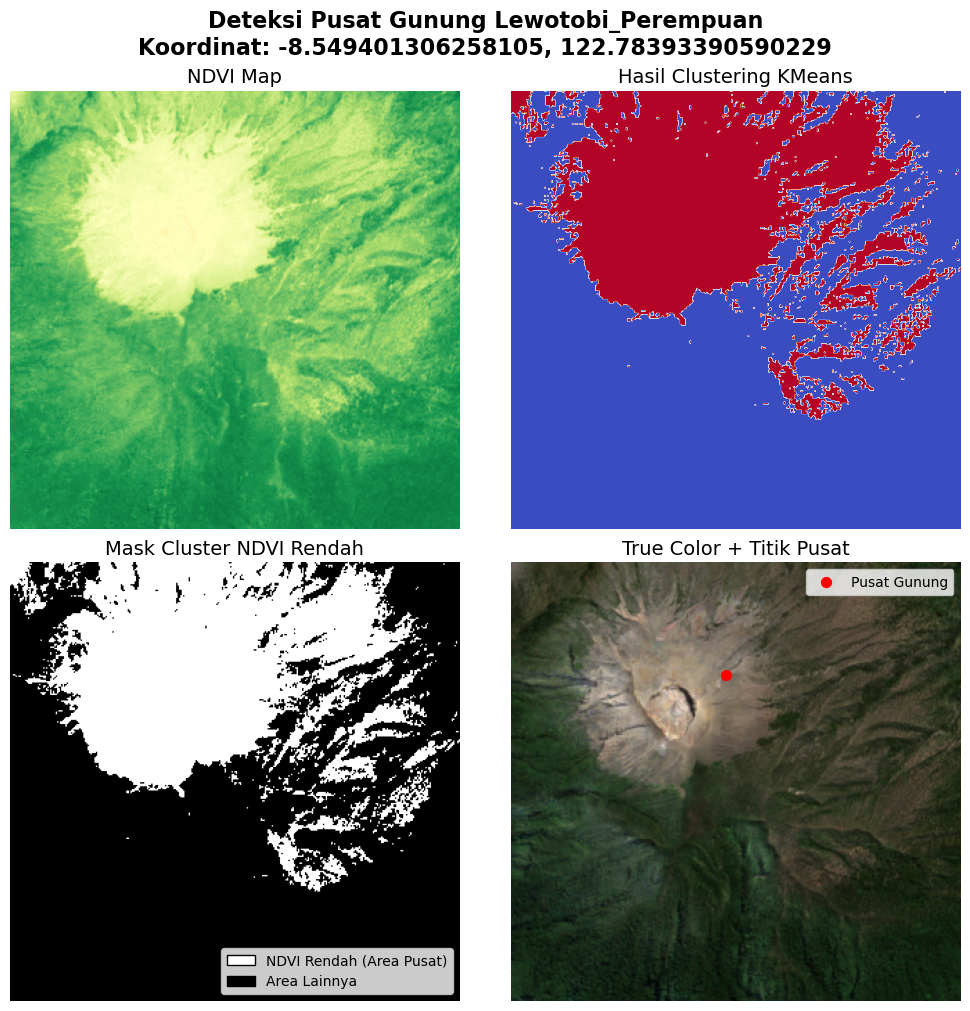 Deteksi Pusat Gunung Lewotobi_Perempuan
Koordinat: -8.549401306258105, 122.78393390590229
NDVI Map
Hasil Clustering KMeans
Mask Cluster NDVI Rendah
NDVI Rendah (Area Pusat)
Area Lainnya
True Color + Titik Pusat
Pusat Gunung